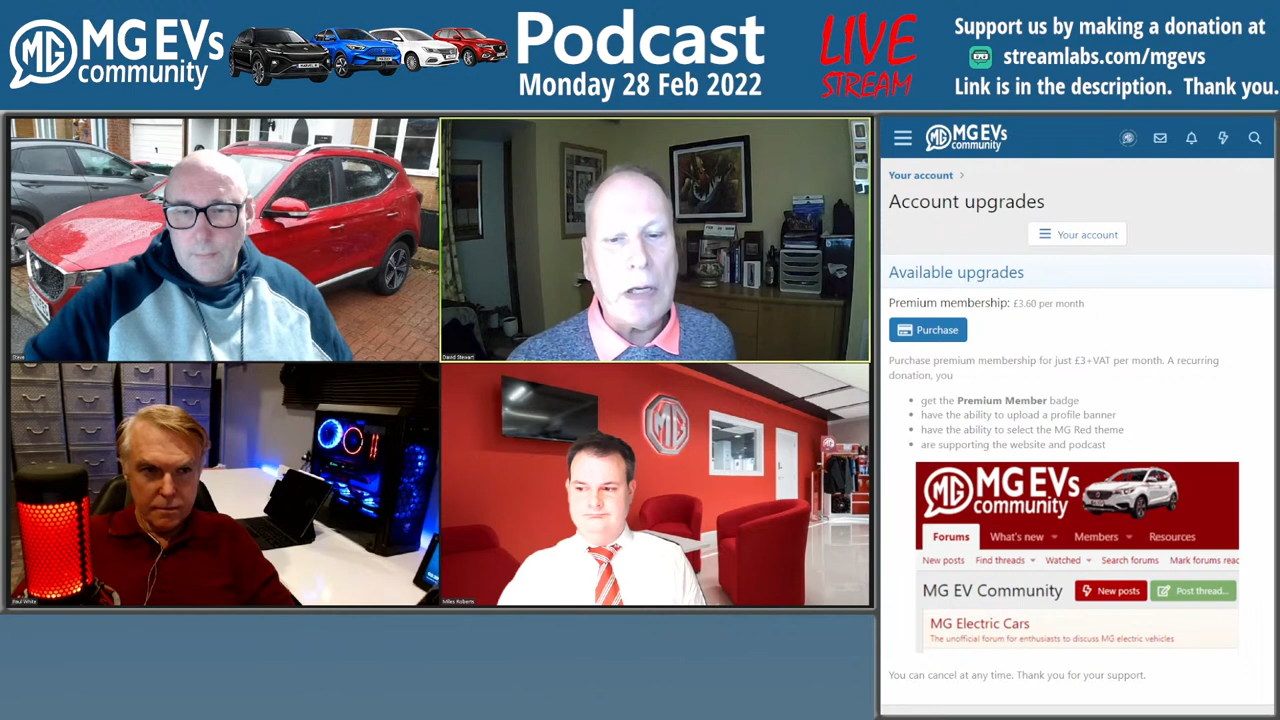 MG
MG EVs
community
Podcast
Monday 28 Feb 2022
LIVE
STREAM
Support us by making a donation at
streamlabs.com/mgevs
Link is in the description. Thank you.
Steve
David Stewart
Paul White
Miles Roberts
MG
MG
MG EVs
community
Your account
Account upgrades
Your account
Available upgrades
Premium membership: £3.60 per month
Purchase
Purchase premium membership for just £3+VAT per month. A recurring
donation, you
get the Premium Member badge
have the ability to upload a profile banner
have the ability to select the MG Red theme
are supporting the website and podcast
MG
MG EVs
community
Forums What's new Members Resources
New posts Find threads Watched Search forums Mark forums read
MG EV Community New posts Post thread...
MG Electric Cars
The unofficial forum for enthusiasts to discuss MG electric vehicles
You can cancel at any time. Thank you for your support.